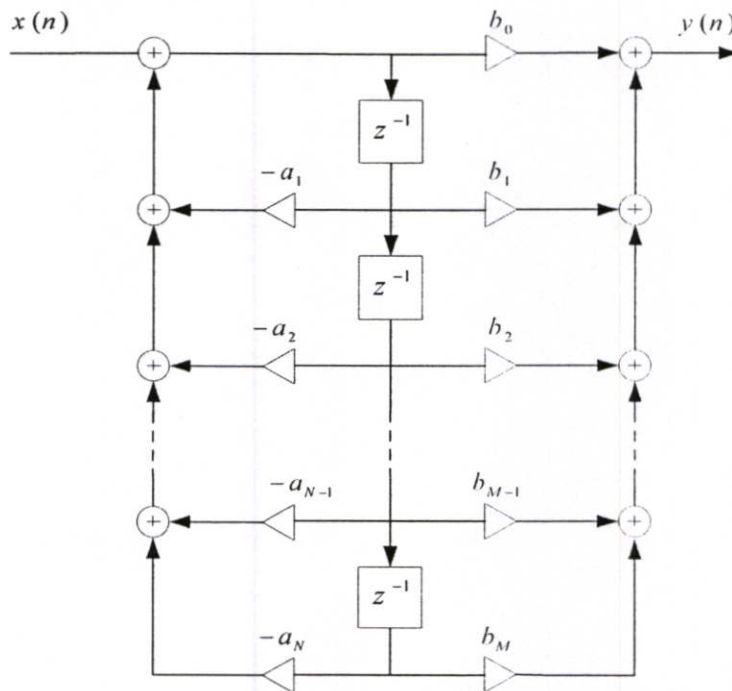 x(n) b₀ y(n)
z⁻¹
−a₁ b₁
z⁻¹
−a₂ b₂
−a_{N−1} b_{M−1}
z⁻¹
−a_N b_M